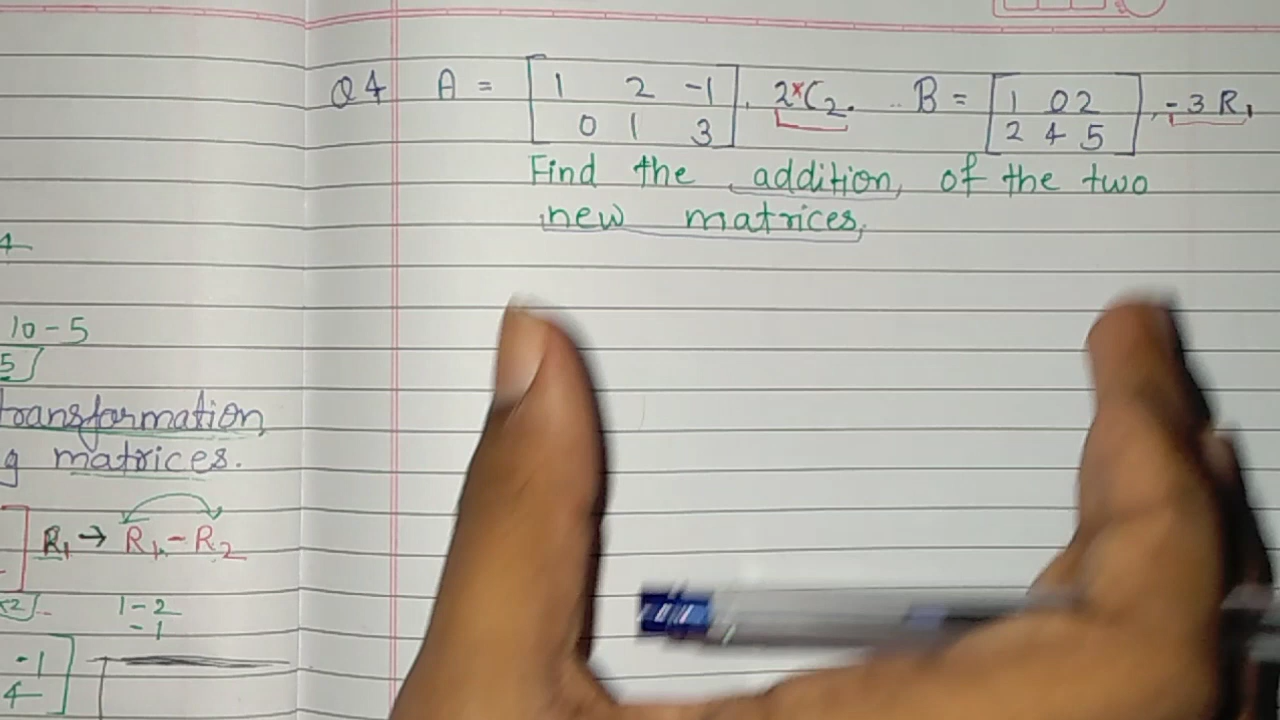 Q4 A = [1 2 -1], 2*C2. B = [1 0 2], -3R1
0 1 3 2 4 5
Find the addition, of the two
new matrices,
4
10-5
5]
transformation,
g matrices.
R1 → R1-R2
1-2
-1
-1
4